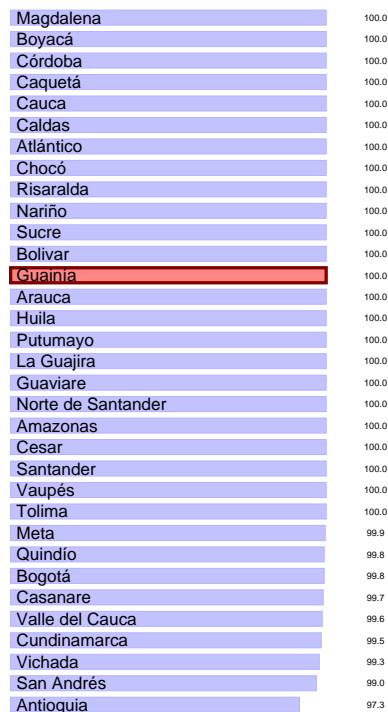 Magdalena 100.0
Boyacá 100.0
Córdoba 100.0
Caquetá 100.0
Cauca 100.0
Caldas 100.0
Atlántico 100.0
Chocó 100.0
Risaralda 100.0
Nariño 100.0
Sucre 100.0
Bolivar 100.0
Guainía 100.0
Arauca 100.0
Huila 100.0
Putumayo 100.0
La Guajira 100.0
Guaviare 100.0
Norte de Santander 100.0
Amazonas 100.0
Cesar 100.0
Santander 100.0
Vaupés 100.0
Tolima 100.0
Meta 99.9
Quindío 99.8
Bogotá 99.8
Casanare 99.7
Valle del Cauca 99.6
Cundinamarca 99.5
Vichada 99.3
San Andrés 99.0
Antioquia 97.3